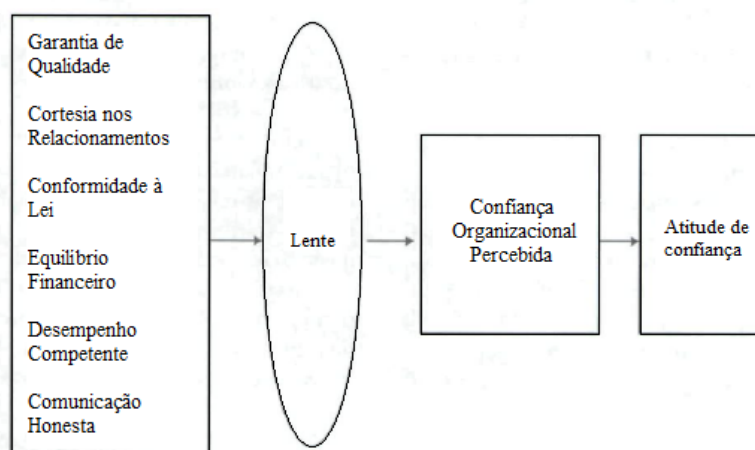 Garantia de
Qualidade
Cortesia nos
Relacionamentos
Conformidade à
Lei
Equilíbrio
Financeiro
Desempenho
Competente
Comunicação
Honesta
Lente
Confiança
Organizacional
Percebida
Atitude de
confiança